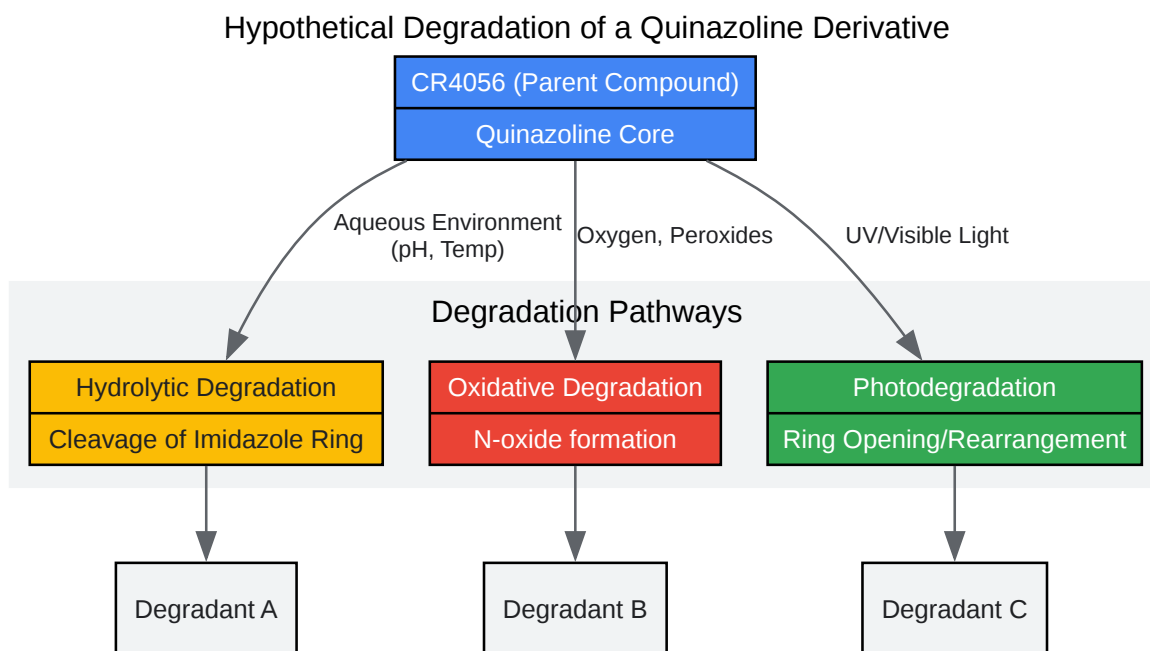 Hypothetical Degradation of a Quinazoline Derivative
CR4056 (Parent Compound)
Quinazoline Core
Aqueous Environment
(pH, Temp)
Oxygen, Peroxides
UV/Visible Light
Degradation Pathways
Hydrolytic Degradation
Cleavage of Imidazole Ring
Oxidative Degradation
N-oxide formation
Photodegradation
Ring Opening/Rearrangement
Degradant A
Degradant B
Degradant C